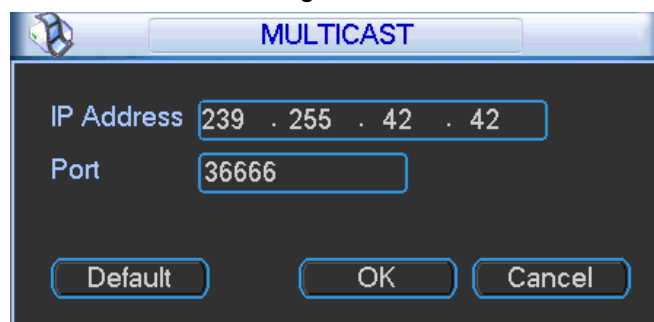 MULTICAST
IP Address 239 . 255 . 42 . 42
Port 36666
Default OK Cancel